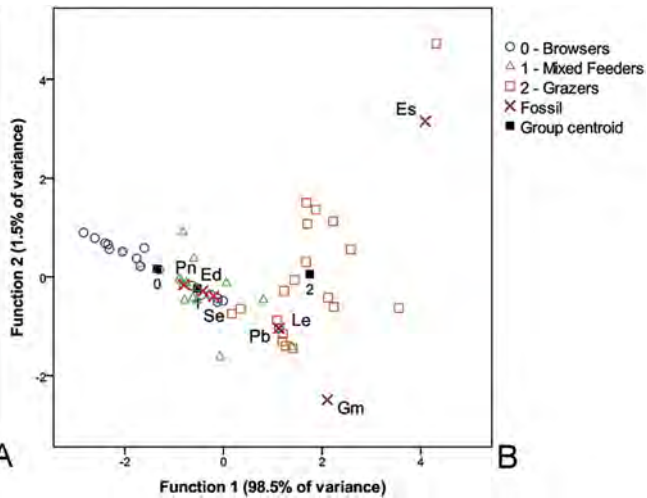 4
2
0
-2
-2
0
2
4
Function 2 (1.5% of variance)
Function 1 (98.5% of variance)
Es
Pn
Ed
0
1
2
Se
Le
Pb
Gm
A
B
0 - Browsers
1 - Mixed Feeders
2 - Grazers
Fossil
Group centroid